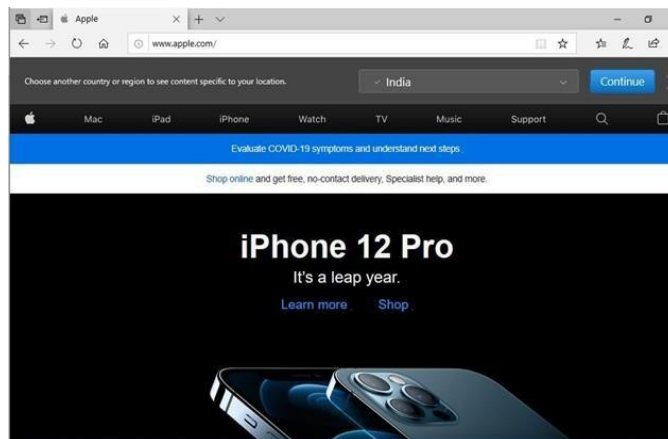 Apple
www.apple.com/
Choose another country or region to see content specific to your location.
India
Continue
Mac iPad iPhone Watch TV Music Support
Evaluate COVID-19 symptoms and understand next steps
Shop online and get free, no-contact delivery, Specialist help, and more.
iPhone 12 Pro
It's a leap year.
Learn more Shop